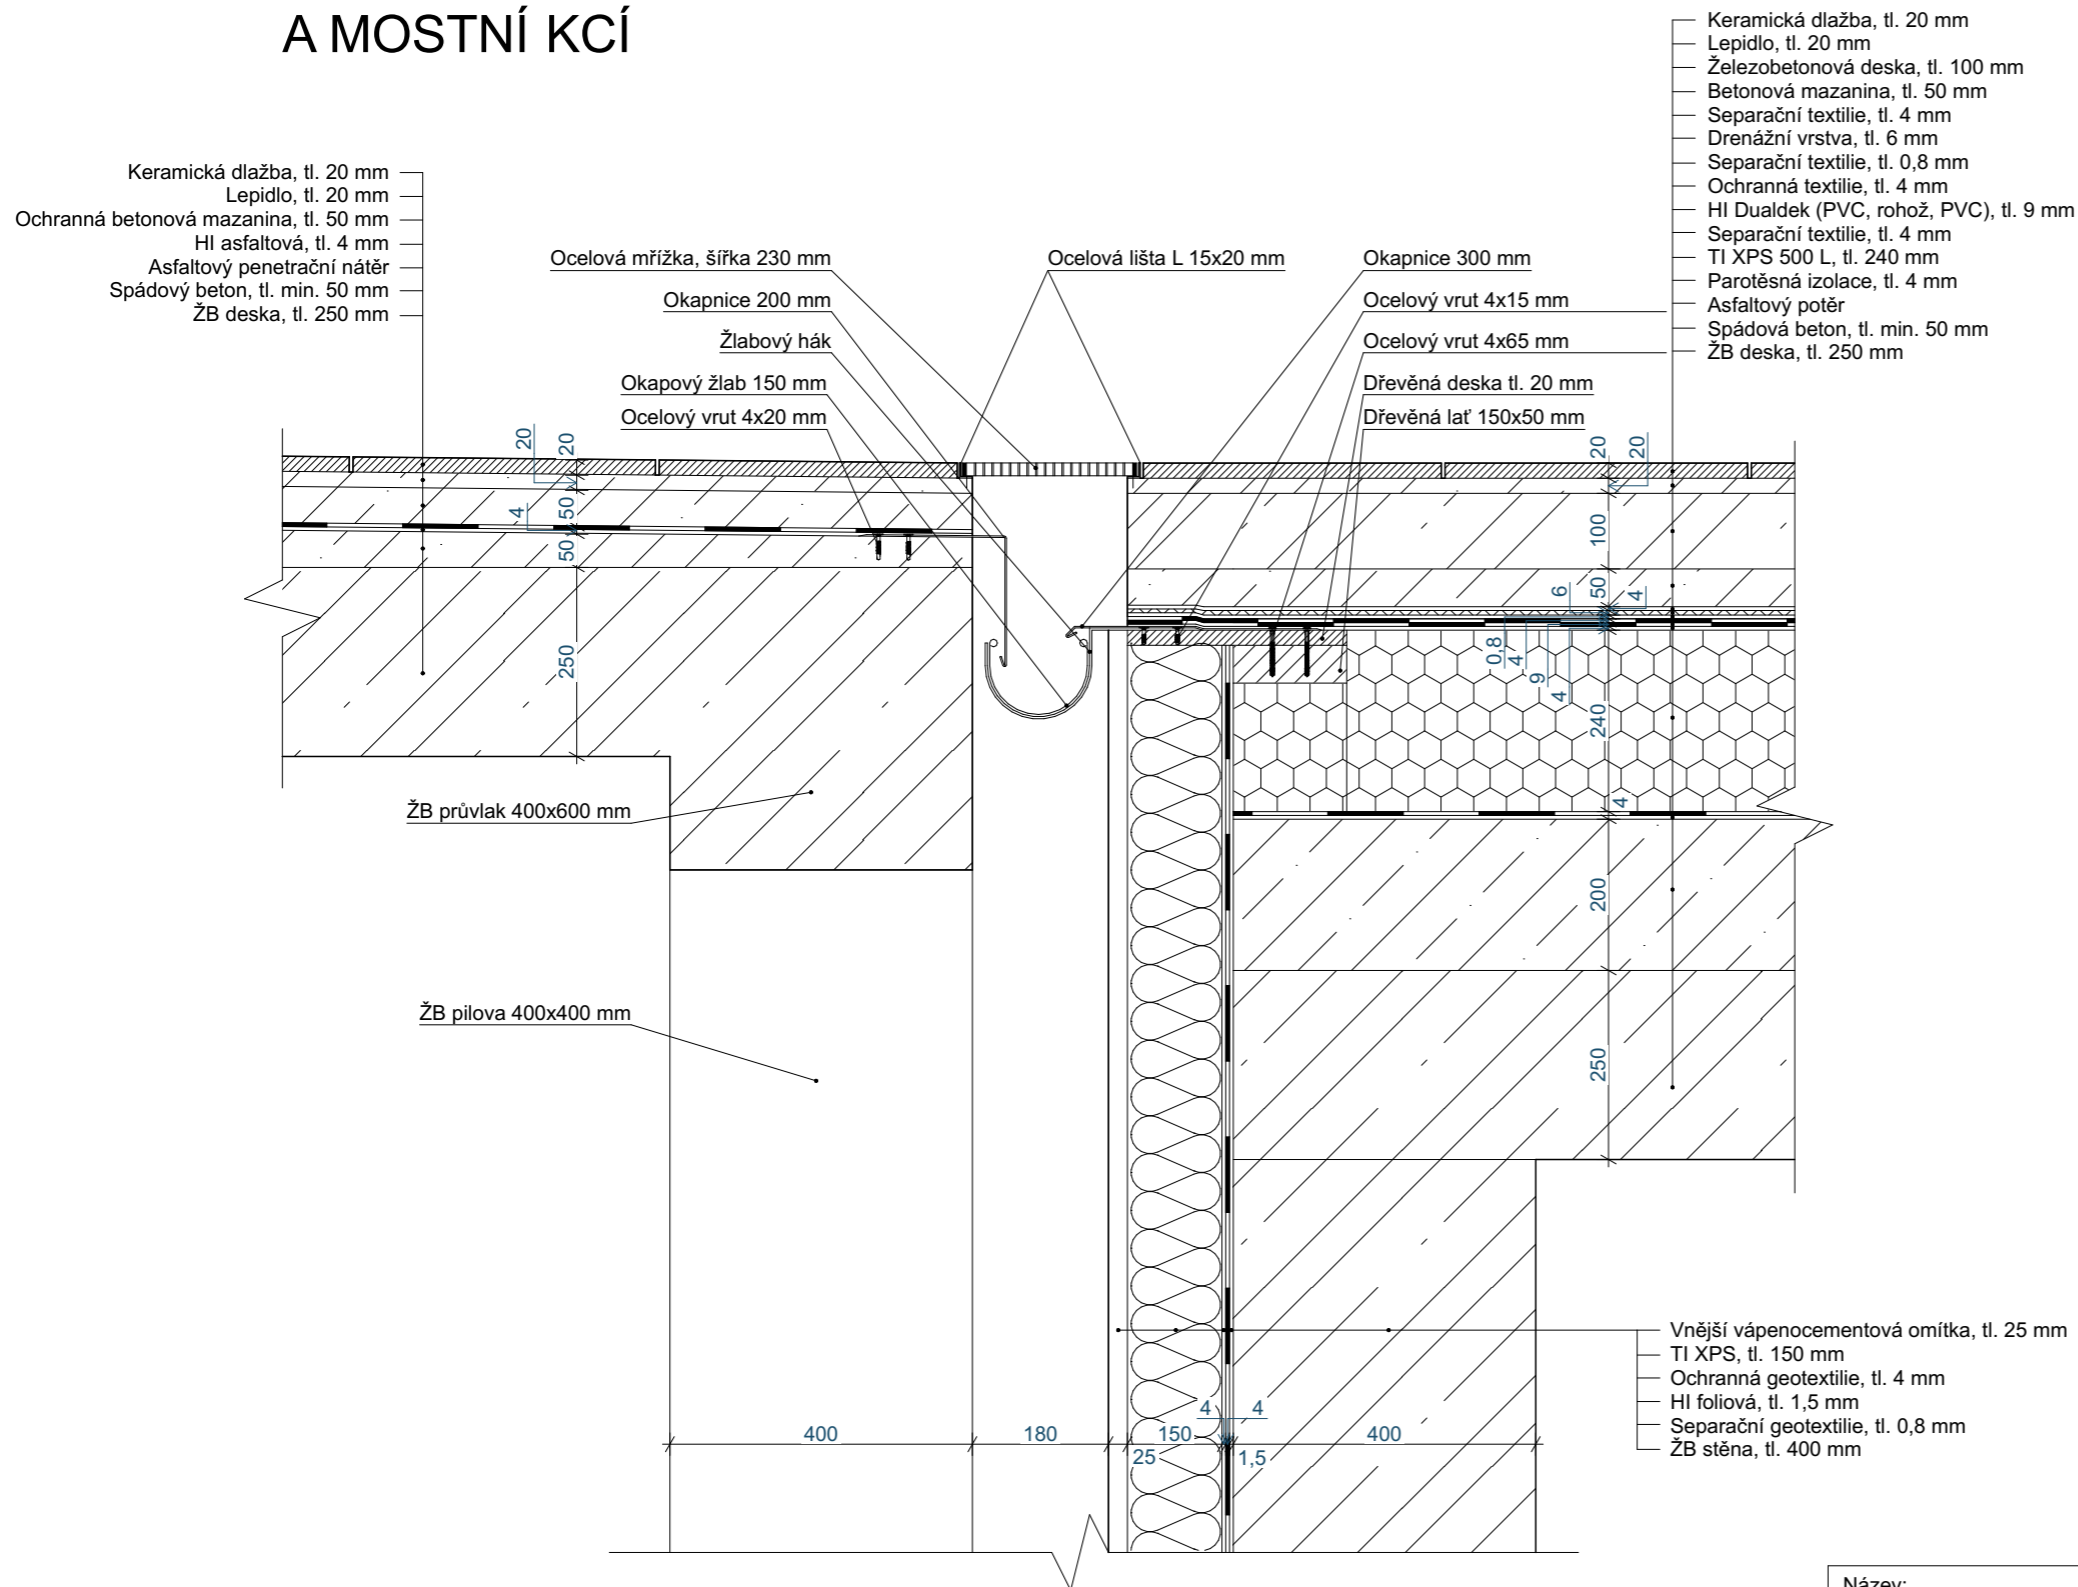 A MOSTNÍ KCÍ
Keramická dlažba, tl. 20 mm
Lepidlo, tl. 20 mm
Ochranná betonová mazanina, tl. 50 mm
HI asfaltová, tl. 4 mm
Asfaltový penetrační nátěr
Spádový beton, tl. min. 50 mm
ŽB deska, tl. 250 mm
Ocelová mřížka, šířka 230 mm
Okapnice 200 mm
Žlabový hák
Okapový žlab 150 mm
Ocelový vrut 4x20 mm
Ocelová lišta L 15x20 mm
Okapnice 300 mm
Ocelový vrut 4x15 mm
Ocelový vrut 4x65 mm
Dřevěná deska tl. 20 mm
Dřevěná lať 150x50 mm
Keramická dlažba, tl. 20 mm
Lepidlo, tl. 20 mm
Železobetonová deska, tl. 100 mm
Betonová mazanina, tl. 50 mm
Separační textilie, tl. 4 mm
Drenážní vrstva, tl. 6 mm
Separační textilie, tl. 0,8 mm
Ochranná textilie, tl. 4 mm
HI Dualdek (PVC, rohož, PVC), tl. 9 mm
Separační textilie, tl. 4 mm
TI XPS 500 L, tl. 240 mm
Parotěsná izolace, tl. 4 mm
Asfaltový potěr
Spádová beton, tl. min. 50 mm
ŽB deska, tl. 250 mm
20
20
50
4
50
250
20
20
100
50
6
4
0,8
4
9
4
240
4
200
250
ŽB průvlak 400x600 mm
ŽB pilova 400x400 mm
Vnější vápenocementová omítka, tl. 25 mm
TI XPS, tl. 150 mm
Ochranná geotextilie, tl. 4 mm
HI foliová, tl. 1,5 mm
Separační geotextilie, tl. 0,8 mm
ŽB stěna, tl. 400 mm
400
180
25
150
4
4
1,5
400
Název: